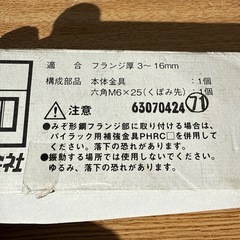 適　合　フランジ厚 3～16mm
構成部品　本体金具　：1個
六角M6×25（くぼみ先）：1個
注意　63070424 71
●みぞ形鋼フランジ部に取り付ける場合は、
パイラック用補強金具PHRC□を併用してく
ださい。落下の恐れがあります。
●振動する場所では使用しないでください。
ゆるみ、落下の恐れがあります。